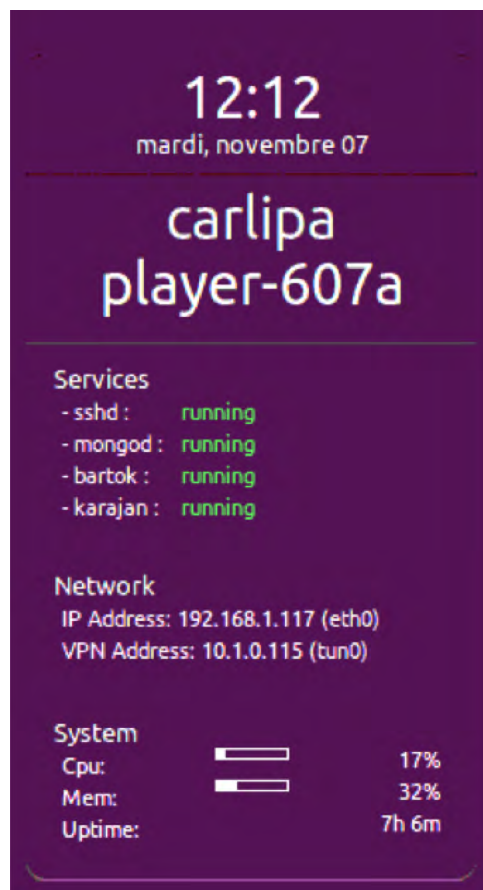 12:12
mardi, novembre 07
carlipa
player-607a
Services
- sshd : running
- mongod : running
- bartok : running
- karajan : running
Network
IP Address: 192.168.1.117 (eth0)
VPN Address: 10.1.0.115 (tun0)
System
Cpu: 17%
Mem: 32%
Uptime: 7h 6m